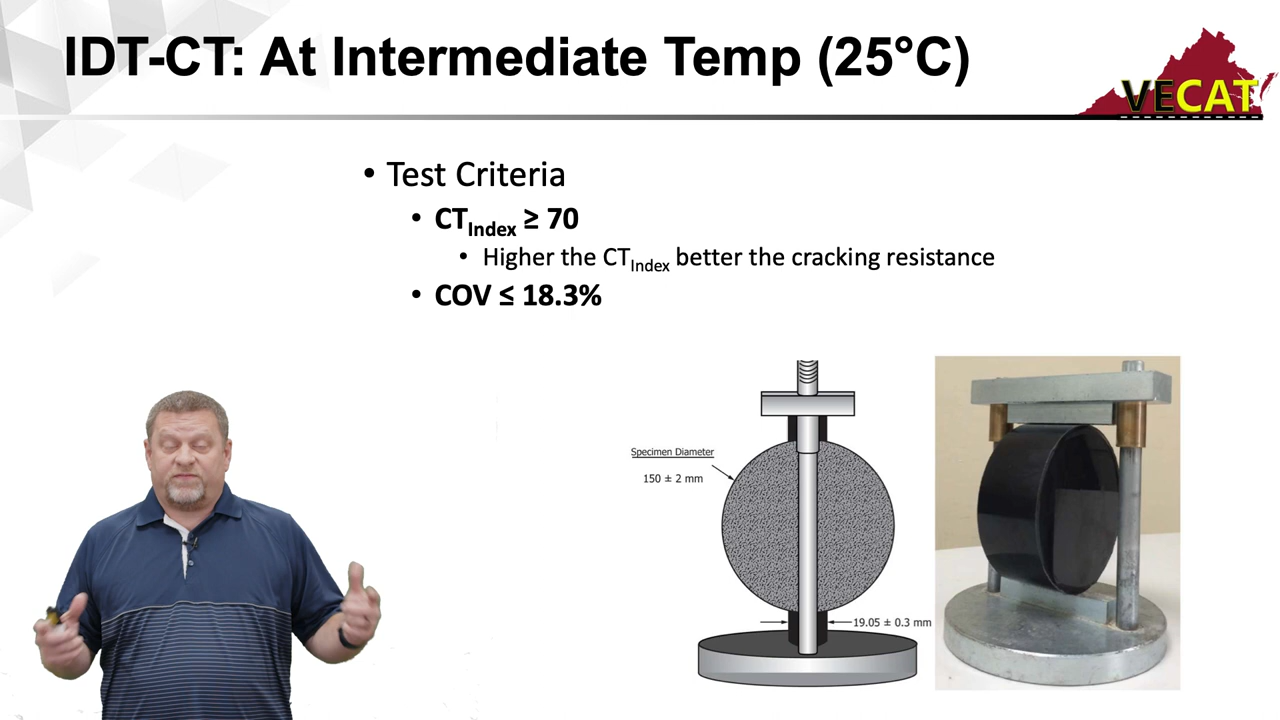 IDT-CT: At Intermediate Temp (25°C)
VECAT
• Test Criteria
• CTIndex ≥ 70
• Higher the CTIndex better the cracking resistance
• COV ≤ 18.3%
Specimen Diameter
150 ± 2 mm
19.05 ± 0.3 mm